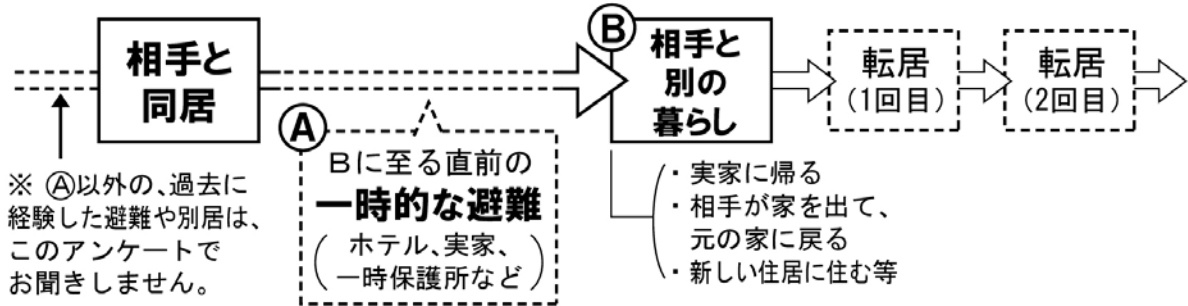 相手と
同居
※ Ⓐ以外の、過去に
経験した避難や別居は、
このアンケートで
お聞きしません。
Ⓐ
Bに至る直前の
一時的な避難
(ホテル、実家、
一時保護所など)
Ⓑ
相手と
別の
暮らし
・実家に帰る
・相手が家を出て、
元の家に戻る
・新しい住居に住む等
転居
(1回目)
転居
(2回目)